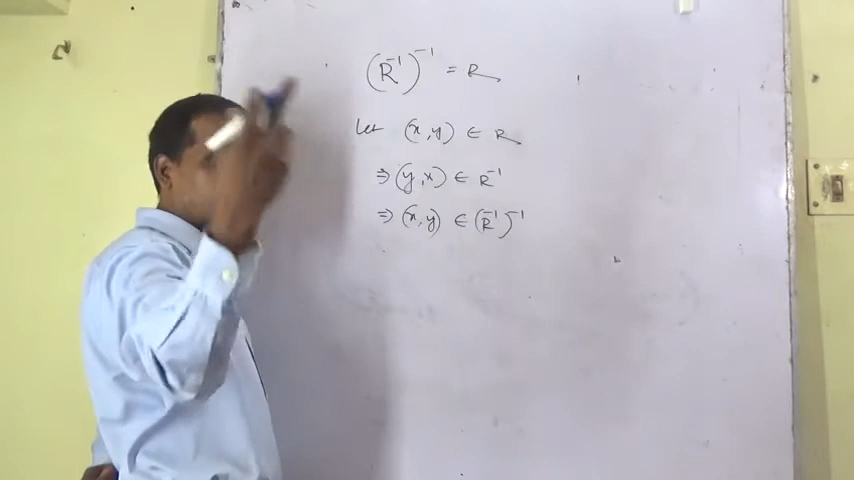 (R⁻¹)⁻¹ = R
Let (x,y) ∈ R
⇒ (y,x) ∈ R⁻¹
⇒ (x,y) ∈ (R⁻¹)⁻¹